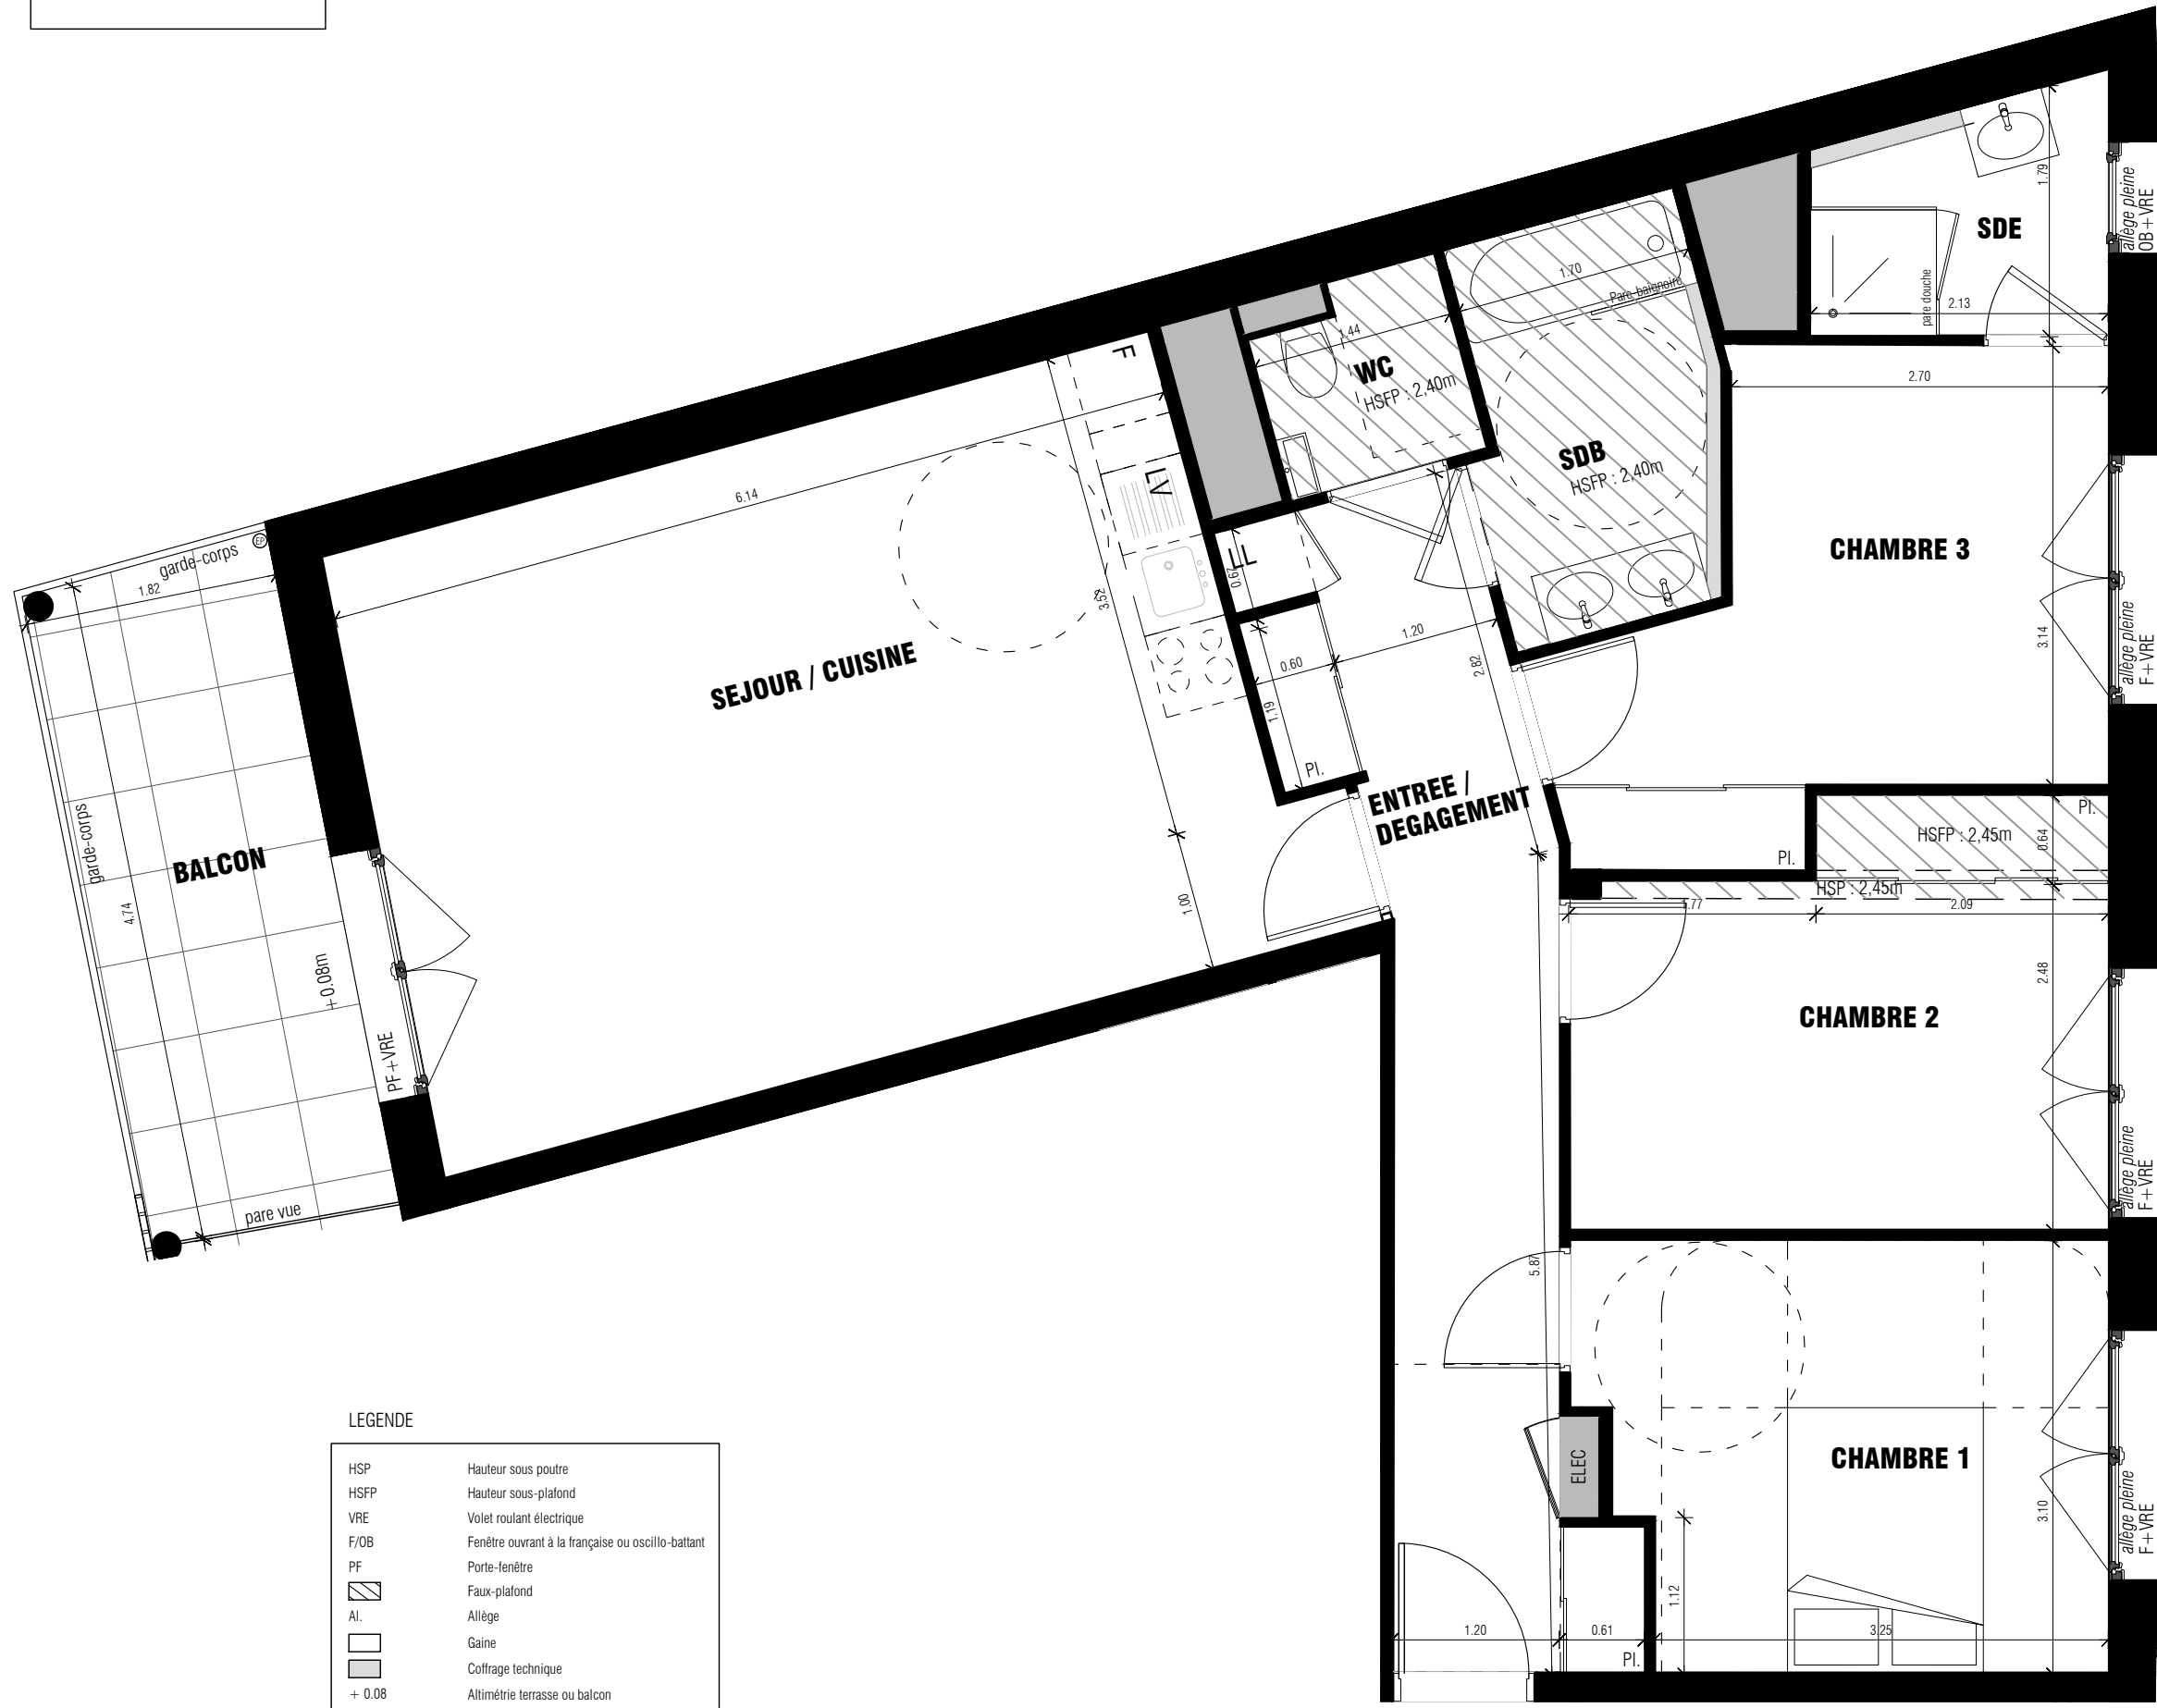 1.79
allège pleine
OB+VRE
SDE
pare douche
2.13
1.70
Pare baignoire
1.44
WC
HSFP : 2,40m
2.70
F
SDB
HSFP : 2,40m
LV
6.14
CHAMBRE 3
garde-corps
EP
1.82
LL
0.62
3.52
3.14
allège pleine
F+VRE
1.20
0.60
2.82
SEJOUR / CUISINE
1.19
Pl.
ENTREE /
DEGAGEMENT
Pl.
HSFP : 2,45m
0.64
Pl.
HSP : 2,45m
garde-corps
BALCON
4.74
1.00
1.77
2.09
+0.08m
2.48
CHAMBRE 2
PF+VRE
allège pleine
F+VRE
pare vue
5.87
LEGENDE
HSP Hauteur sous poutre
HSFP Hauteur sous-plafond
VRE Volet roulant électrique
F/OB Fenêtre ouvrant à la française ou oscillo-battant
PF Porte-fenêtre
Faux-plafond
Al. Allège
Gaine
Coffrage technique
+ 0.08 Altimétrie terrasse ou balcon
ELEC
CHAMBRE 1
3.10
allège pleine
F+VRE
1.12
1.20
0.61
3.25
Pl.